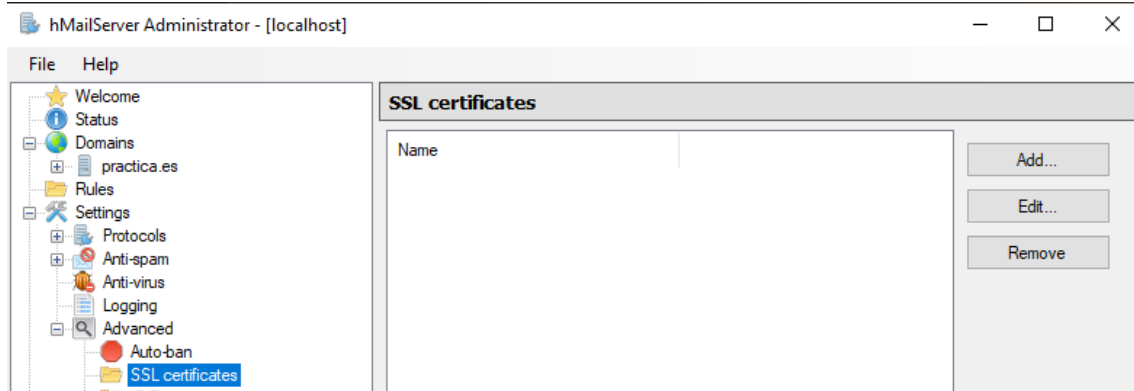 hMailServer Administrator - [localhost]
File Help
Welcome
Status
Domains
practica.es
Rules
Settings
Protocols
Anti-spam
Anti-virus
Logging
Advanced
Auto-ban
SSL certificates
SSL certificates
Name
Add...
Edit...
Remove